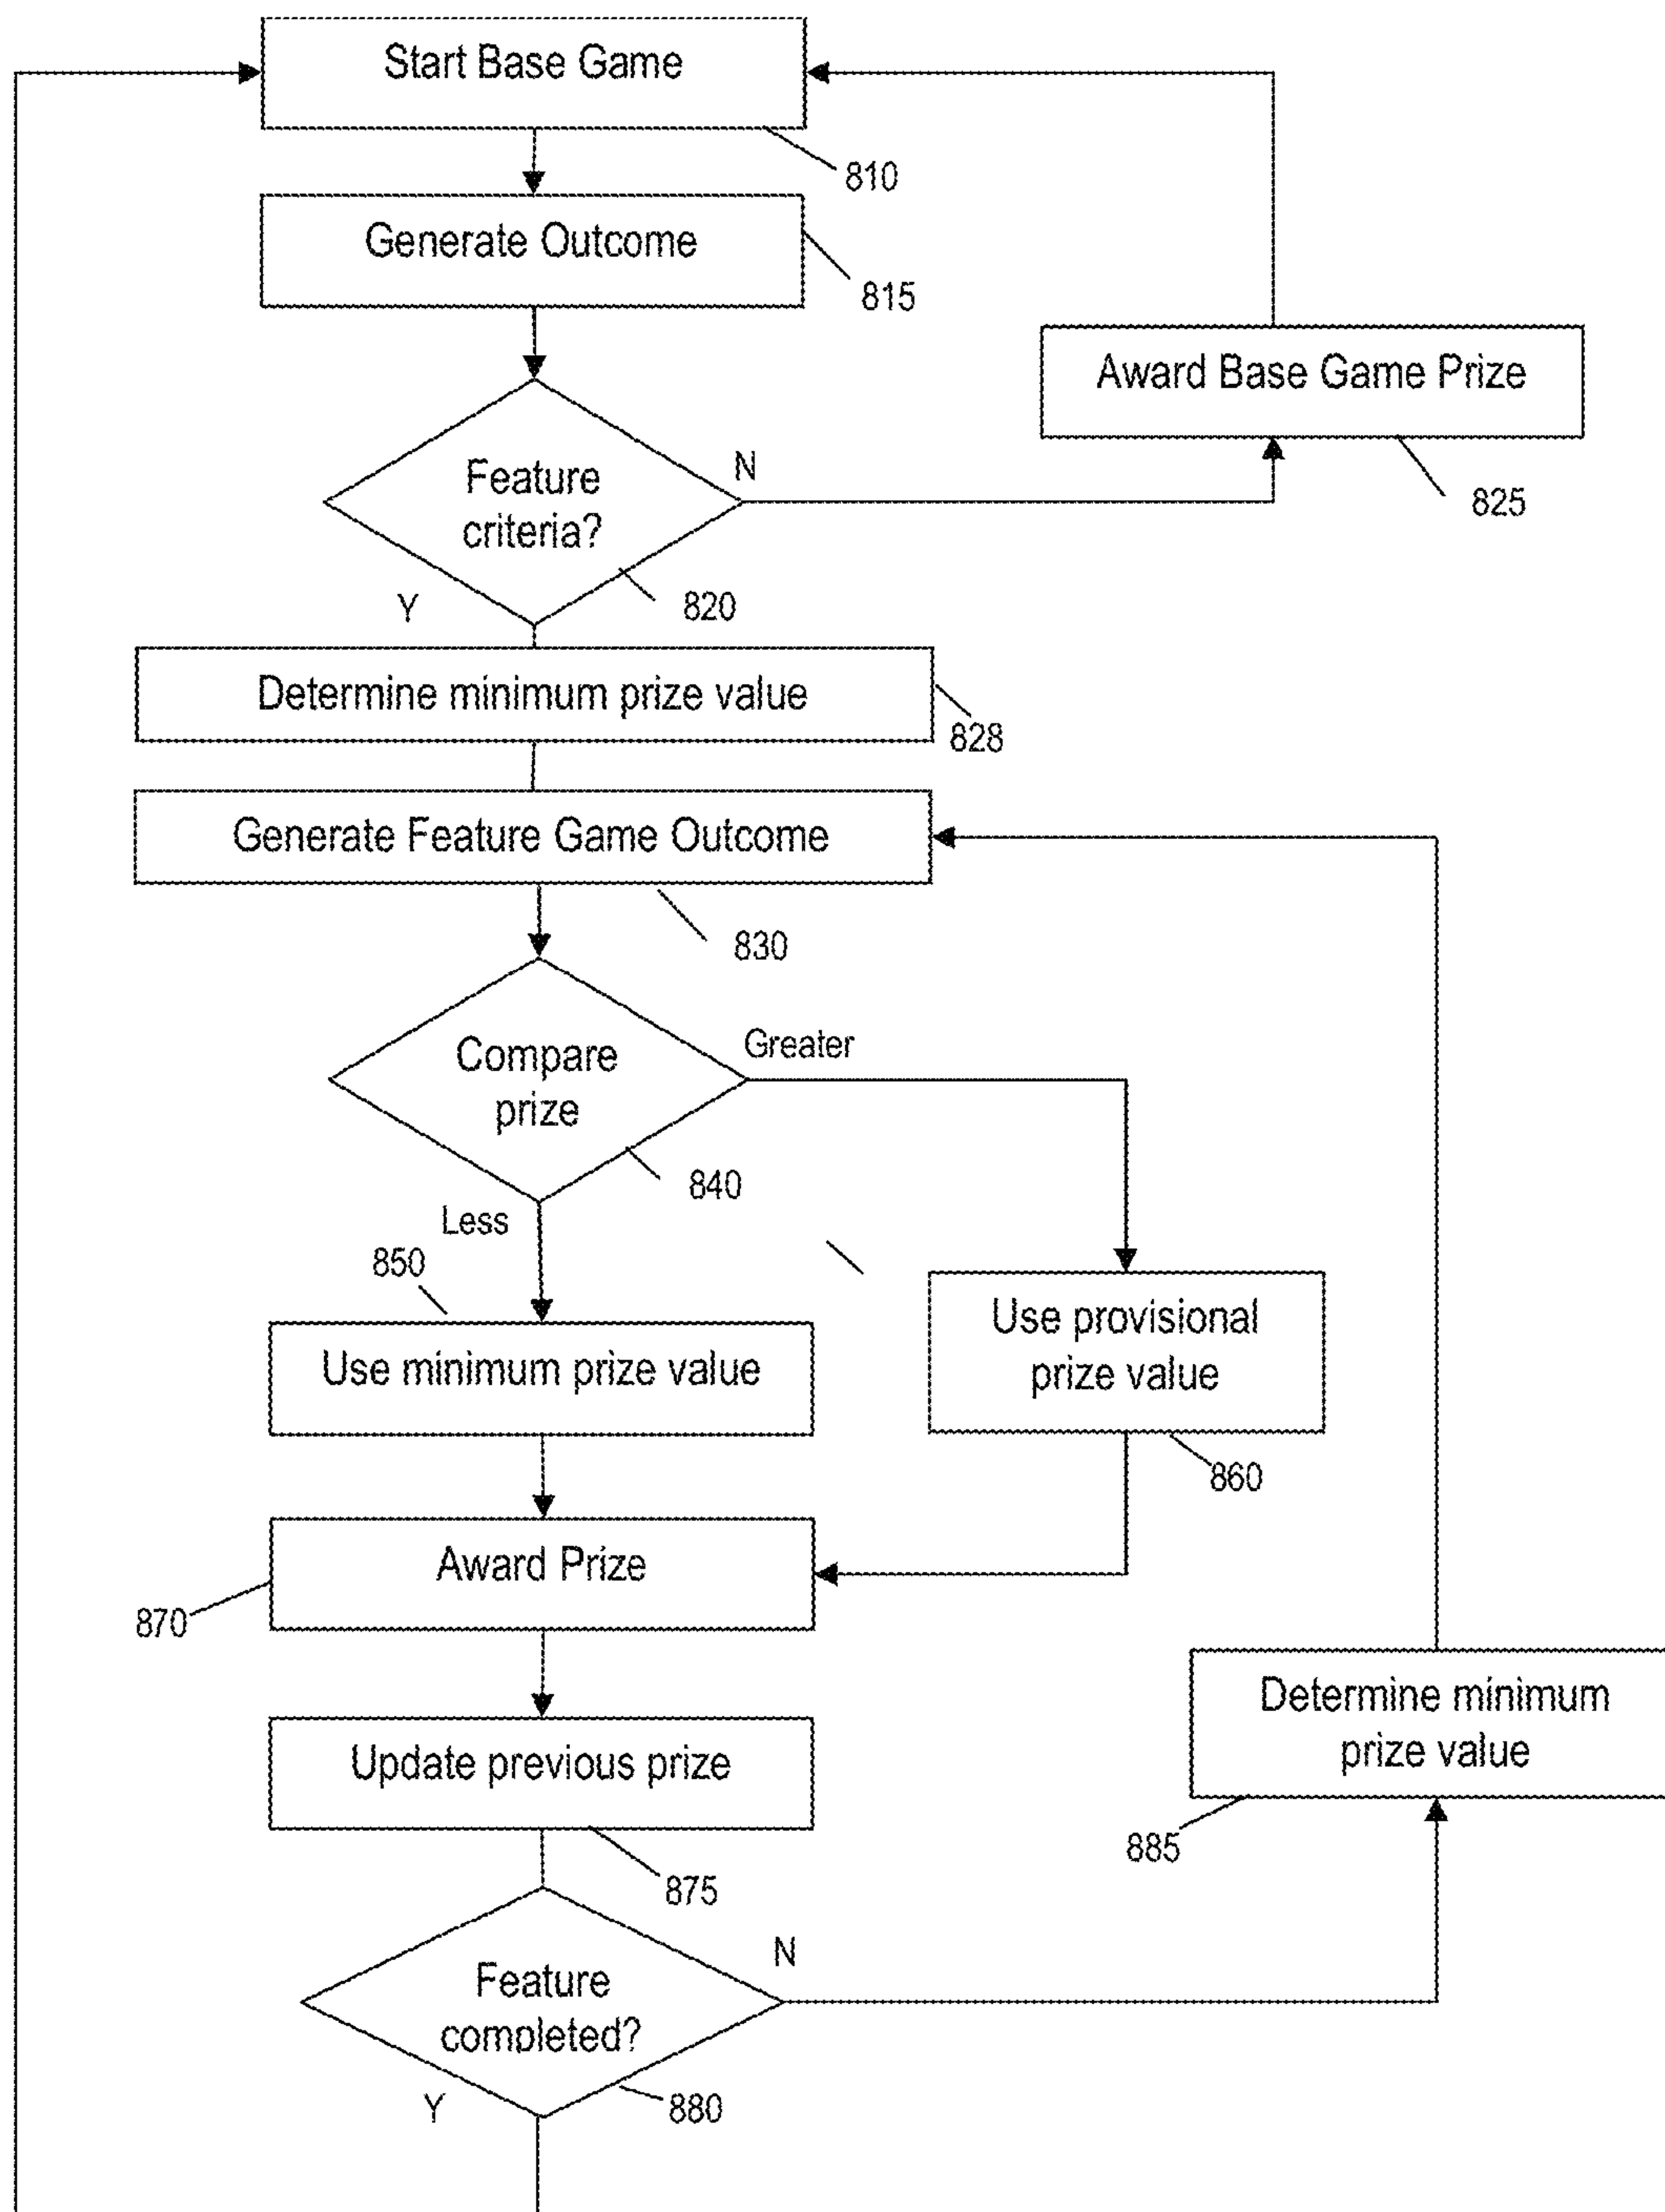 Start Base Game
810
Generate Outcome
815
Award Base Game Prize
825
Feature
criteria?
N
Y
820
Determine minimum prize value
828
Generate Feature Game Outcome
830
Compare
prize
Greater
840
Less
850
Use minimum prize value
Use provisional
prize value
860
Award Prize
870
Determine minimum
prize value
885
Update previous prize
875
Feature
completed?
N
Y
880